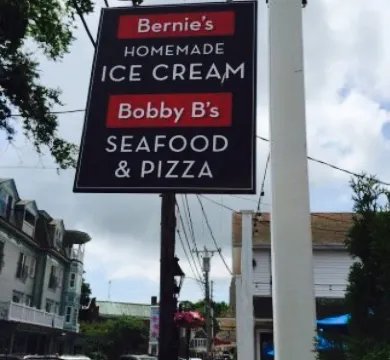 Bernie's
HOMEMADE
ICE CREAM
Bobby B's
SEAFOOD
& PIZZA